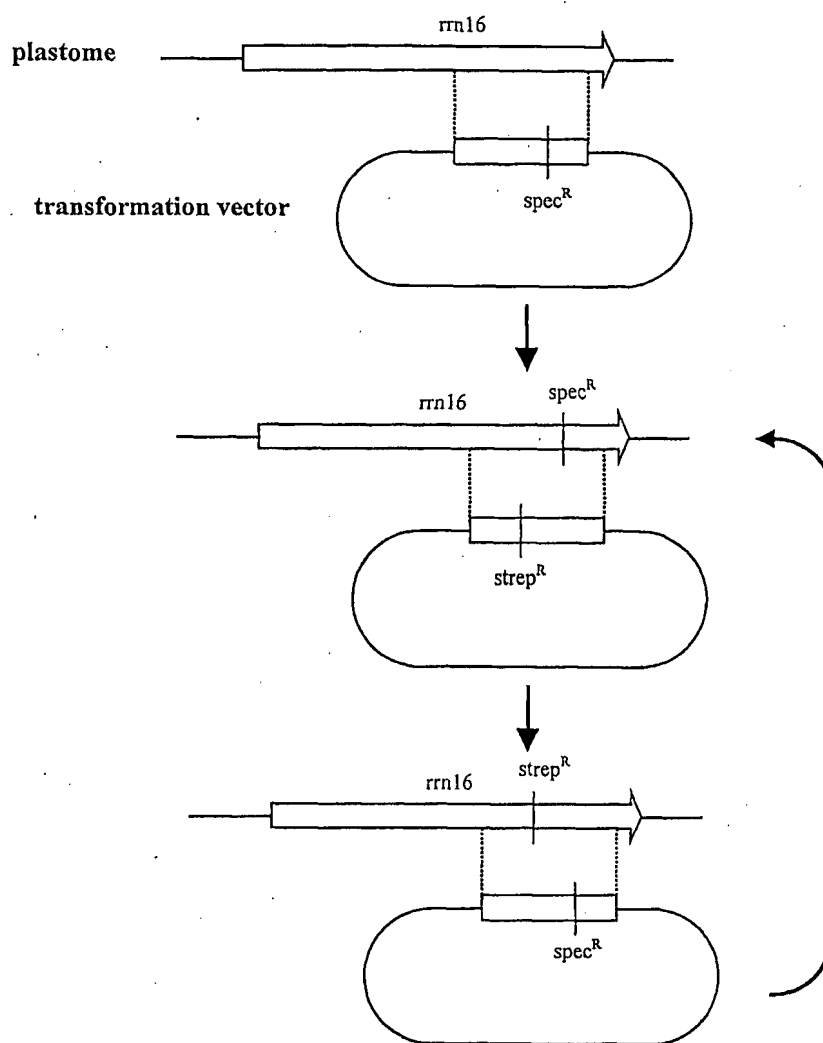 rrn16
plastome
spec^R
transformation vector
spec^R
rrn16
strep^R
strep^R
rrn16
spec^R